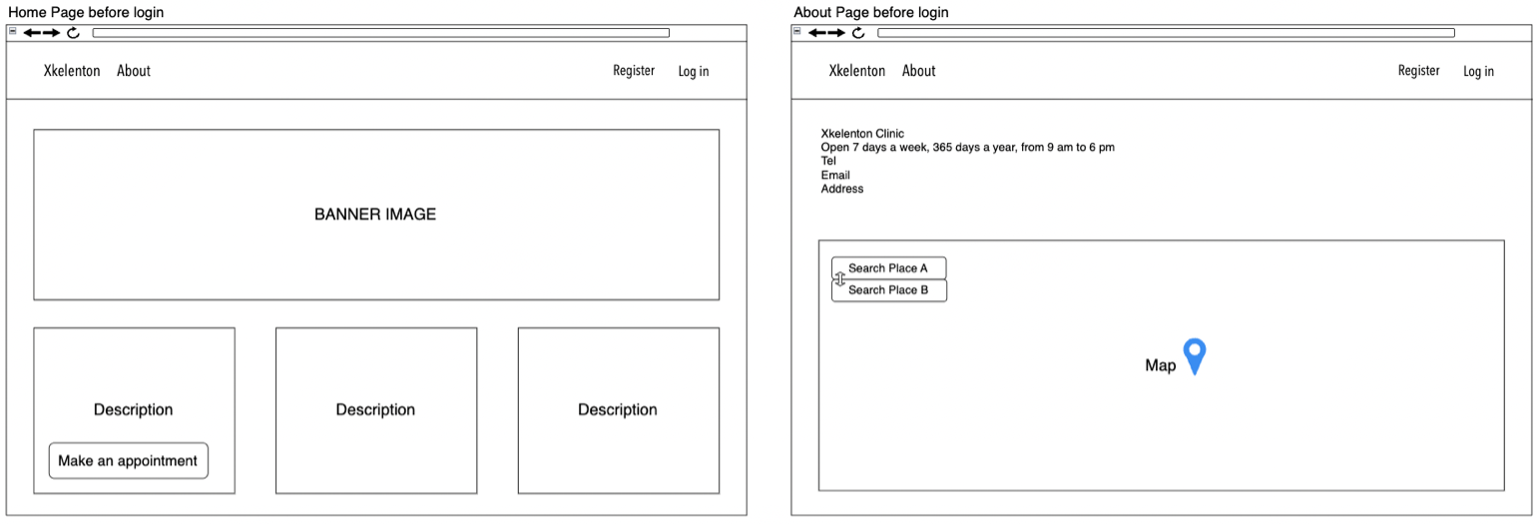 Home Page before login
Xkelenton About Register Log in
BANNER IMAGE
Description Description Description
Make an appointment
About Page before login
Xkelenton About Register Log in
Xkelenton Clinic
Open 7 days a week, 365 days a year, from 9 am to 6 pm
Tel
Email
Address
Search Place A
Search Place B
Map